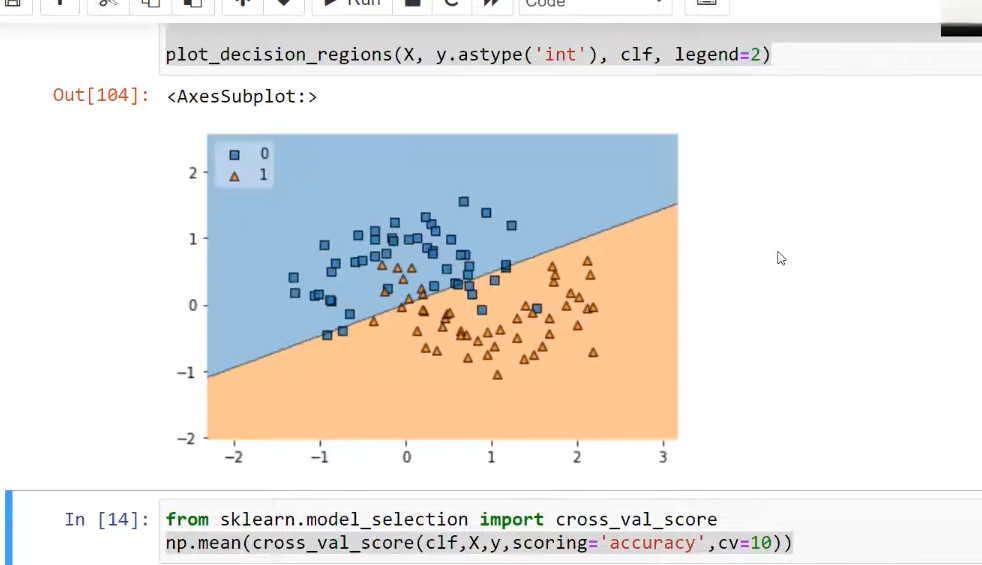 Run
Code
plot_decision_regions(X, y.astype('int'), clf, legend=2)
Out[104]: <AxesSubplot:>
0
1
2
1
0
−1
−2
−2 −1 0 1 2 3
In [14]: from sklearn.model_selection import cross_val_score
np.mean(cross_val_score(clf,X,y,scoring='accuracy',cv=10))